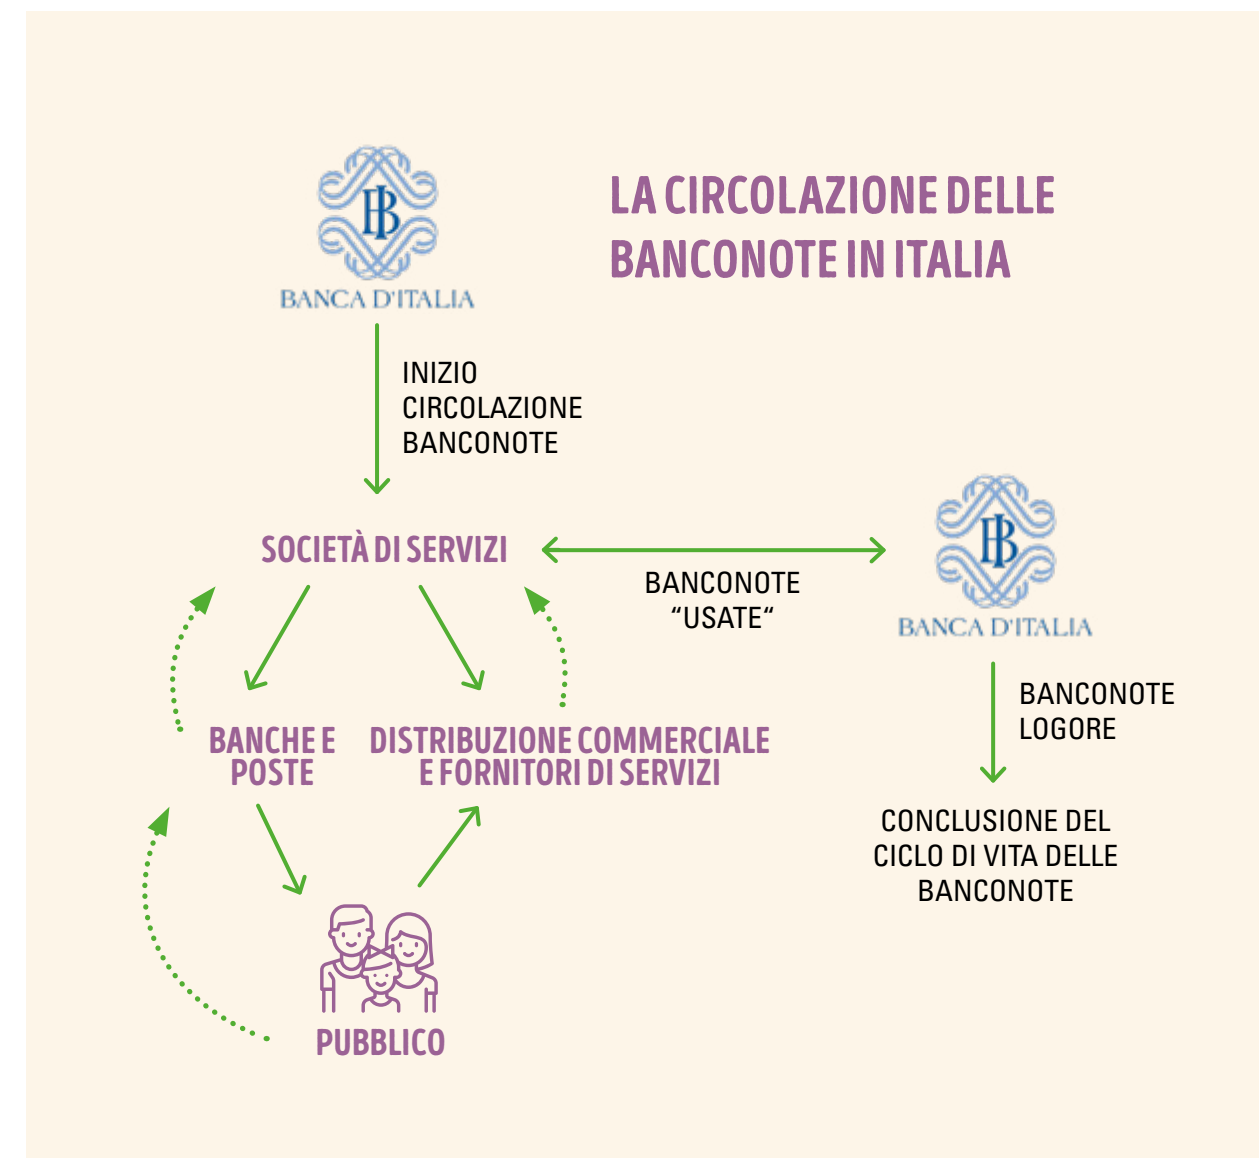 LA CIRCOLAZIONE DELLE
BANCONOTE IN ITALIA
BANCA D'ITALIA
INIZIO
CIRCOLAZIONE
BANCONOTE
SOCIETÀ DI SERVIZI
BANCONOTE
“USATE“
BANCA D'ITALIA
BANCONOTE
LOGORE
BANCHE E
POSTE
DISTRIBUZIONE COMMERCIALE
E FORNITORI DI SERVIZI
CONCLUSIONE DEL
CICLO DI VITA DELLE
BANCONOTE
PUBBLICO